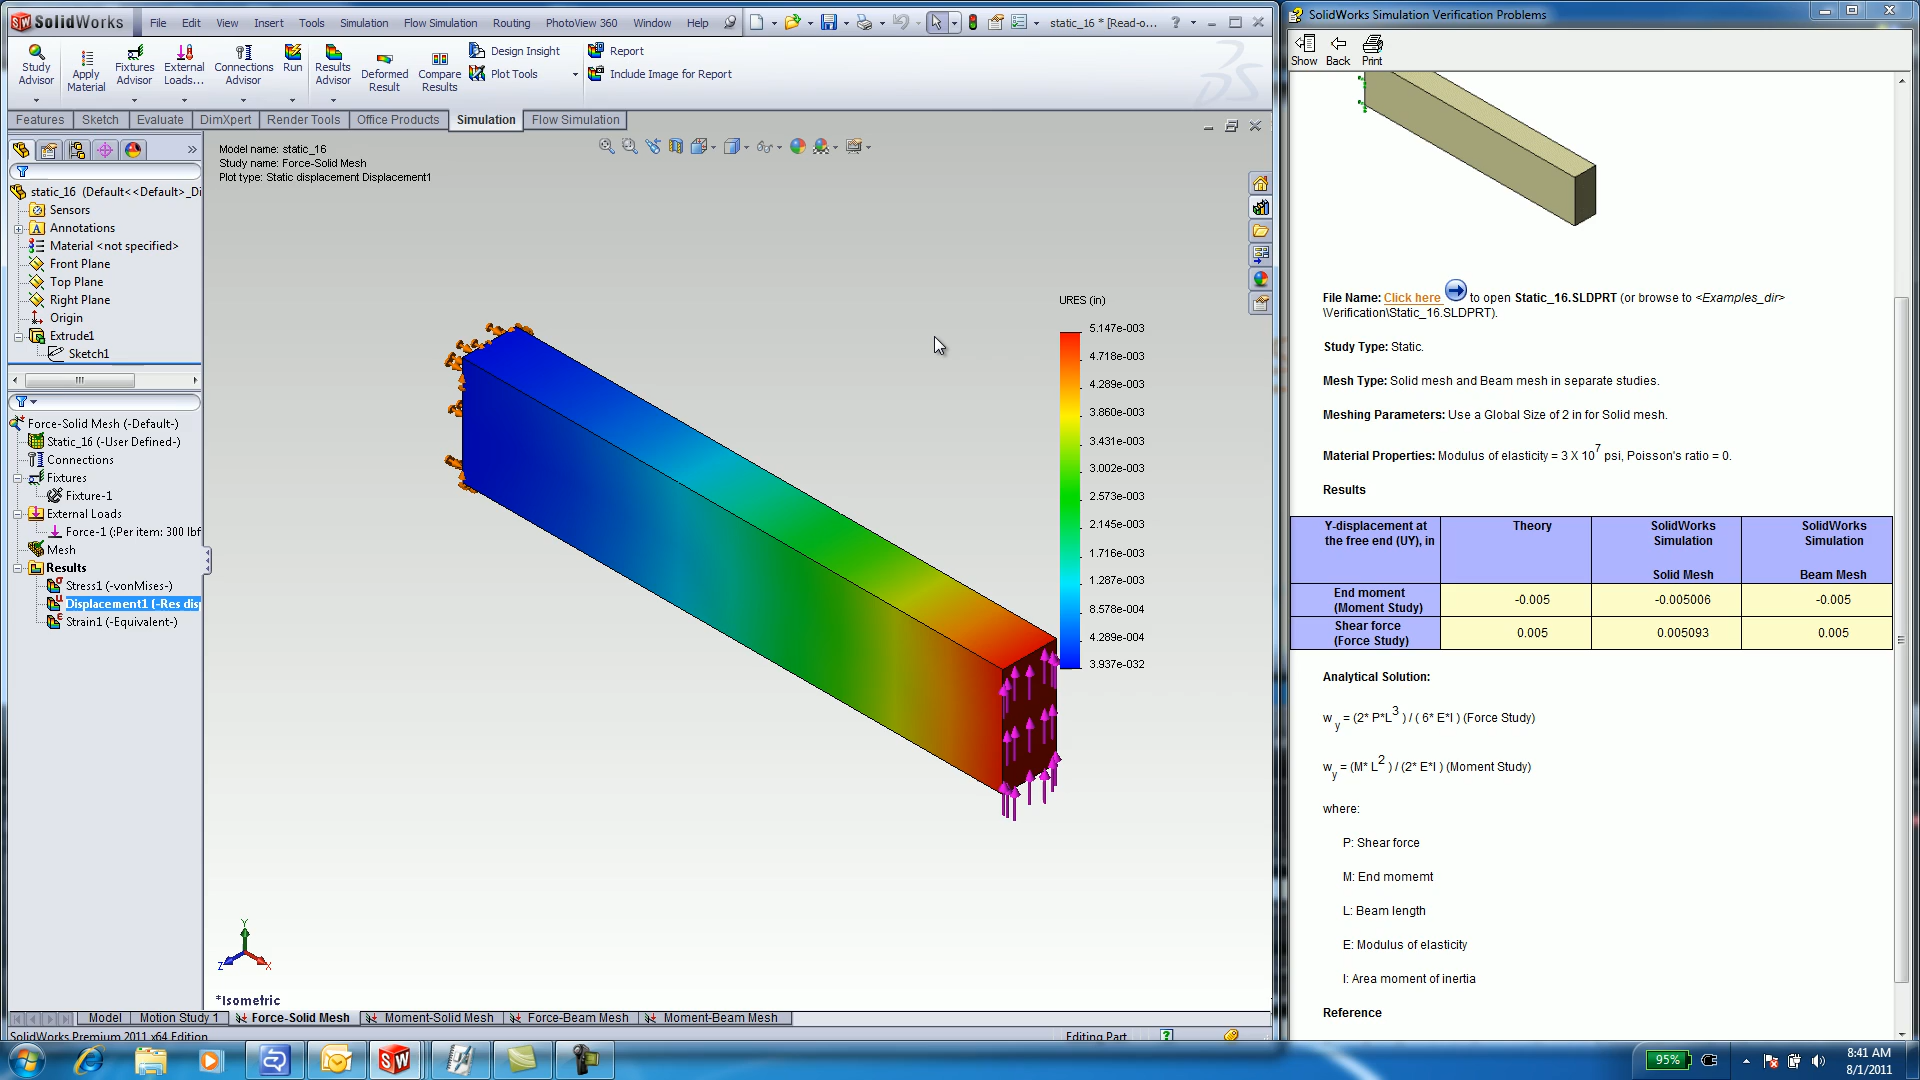 SolidWorks File Edit View Insert Tools Simulation Flow Simulation Routing PhotoView 360 Window Help static_16 * [Read-o... ?
Study Advisor
Apply Material
Fixtures Advisor
External Loads...
Connections Advisor
Run
Results Advisor
Deformed Result
Compare Results
Design Insight
Plot Tools
Report
Include Image for Report
Features Sketch Evaluate DimXpert Render Tools Office Products Simulation Flow Simulation
static_16 (Default<<Default>_Di
Sensors
Annotations
Material <not specified>
Front Plane
Top Plane
Right Plane
Origin
Extrude1
Sketch1
Force-Solid Mesh (-Default-)
Static_16 (-User Defined-)
Connections
Fixtures
Fixture-1
External Loads
Force-1 (:Per item: 300 lbf
Mesh
Results
Stress1 (-vonMises-)
Displacement1 (-Res disp
Strain1 (-Equivalent-)
Model name: static_16
Study name: Force-Solid Mesh
Plot type: Static displacement Displacement1
URES (in)
5.147e-003
4.718e-003
4.289e-003
3.860e-003
3.431e-003
3.002e-003
2.573e-003
2.145e-003
1.716e-003
1.287e-003
8.578e-004
4.289e-004
3.937e-032
Y
Z
X
*Isometric
Model Motion Study 1 Force-Solid Mesh Moment-Solid Mesh Force-Beam Mesh Moment-Beam Mesh
SolidWorks Premium 2011 x64 Edition Editing Part
SolidWorks Simulation Verification Problems
Show Back Print
File Name: Click here to open Static_16.SLDPRT (or browse to <Examples_dir>
\Verification\Static_16.SLDPRT).
Study Type: Static.
Mesh Type: Solid mesh and Beam mesh in separate studies.
Meshing Parameters: Use a Global Size of 2 in for Solid mesh.
Material Properties: Modulus of elasticity = 3 X 10^7 psi, Poisson's ratio = 0.
Results
Y-displacement at the free end (UY), in Theory SolidWorks Simulation Solid Mesh SolidWorks Simulation Beam Mesh
End moment (Moment Study) -0.005 -0.005006 -0.005
Shear force (Force Study) 0.005 0.005093 0.005
Analytical Solution:
w_y = (2* P*L^3 ) / ( 6* E*I ) (Force Study)
w_y = (M* L^2 ) / (2* E*I ) (Moment Study)
where:
P: Shear force
M: End momemt
L: Beam length
E: Modulus of elasticity
I: Area moment of inertia
Reference
95%
8:41 AM
8/1/2011